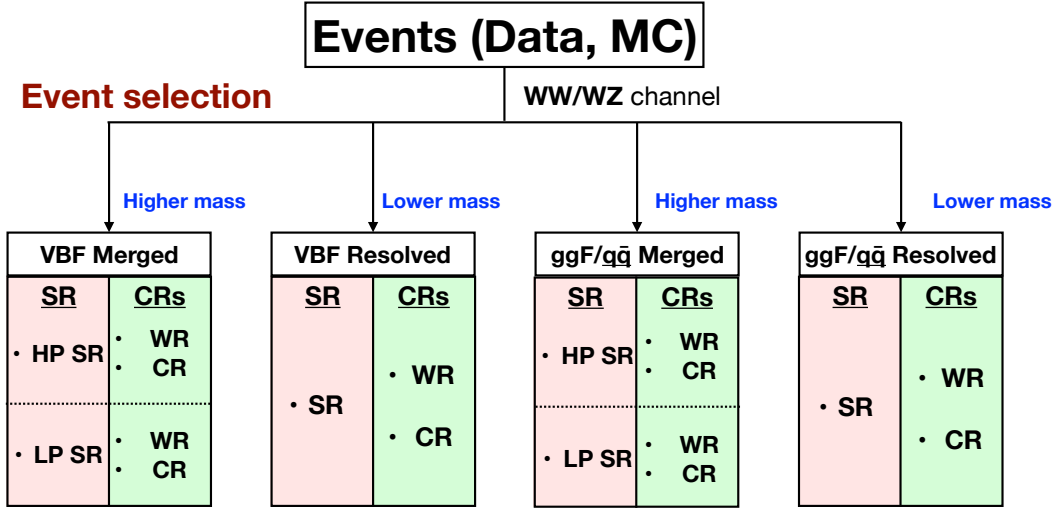 Events (Data, MC)
Event selection
WW/WZ channel
Higher mass
Lower mass
Higher mass
Lower mass
VBF Merged
SR
CRs
• HP SR
• WR
• CR
• LP SR
• WR
• CR
VBF Resolved
SR
CRs
• SR
• WR
• CR
ggF/qq̄ Merged
SR
CRs
• HP SR
• WR
• CR
• LP SR
• WR
• CR
ggF/qq̄ Resolved
SR
CRs
• SR
• WR
• CR